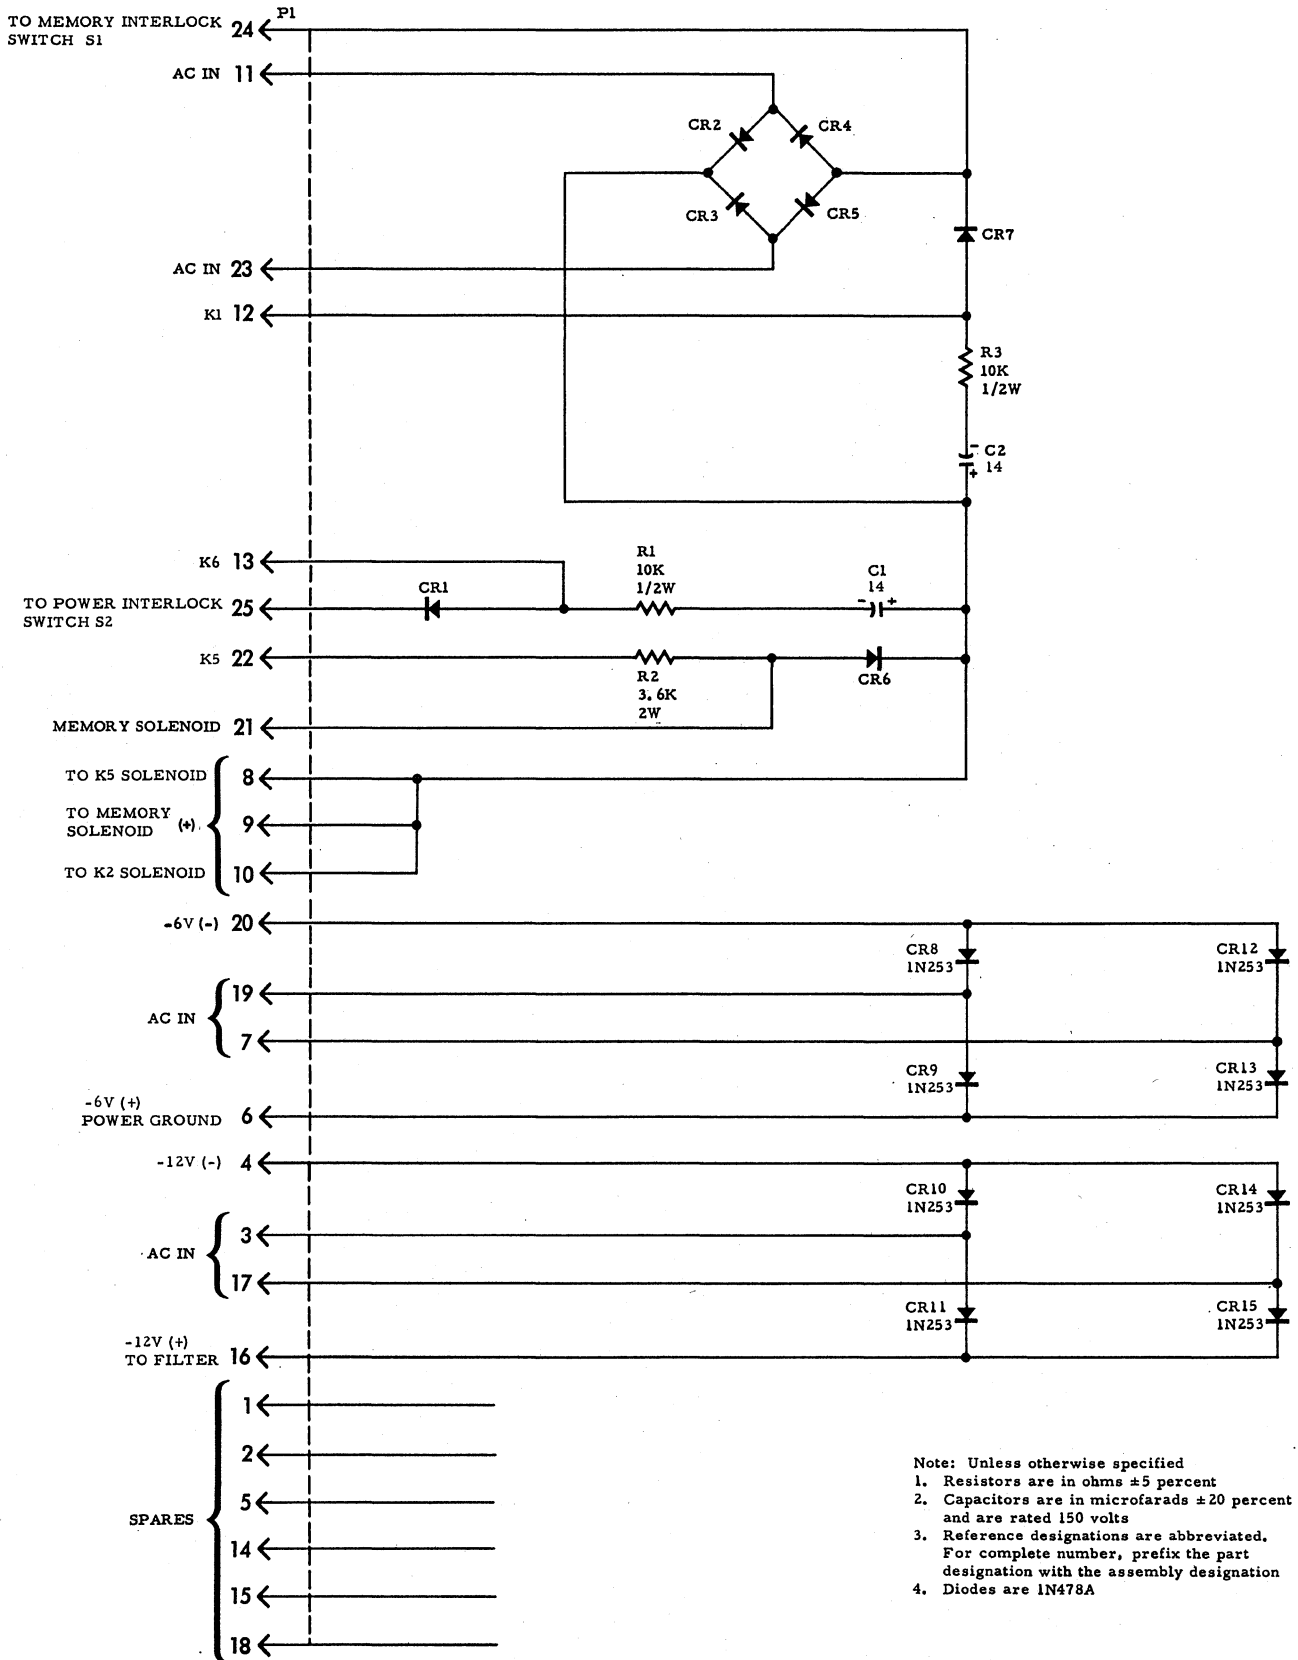 P1
TO MEMORY INTERLOCK 24
SWITCH S1
AC IN 11
CR2
CR4
CR3
CR5
CR7
AC IN 23
K1 12
R3
10K
1/2W
- C2
+ 14
K6 13
R1
10K
1/2W
C1
14
- +
CR1
TO POWER INTERLOCK 25
SWITCH S2
K5 22
R2
3.6K
2W
CR6
MEMORY SOLENOID 21
TO K5 SOLENOID 8
TO MEMORY
SOLENOID (+) 9
TO K2 SOLENOID 10
-6V (-) 20
CR8
1N253
CR12
1N253
19
AC IN
7
CR9
1N253
CR13
1N253
-6V (+)
POWER GROUND 6
-12V (-) 4
CR10
1N253
CR14
1N253
3
AC IN
17
CR11
1N253
CR15
1N253
-12V (+)
TO FILTER 16
1
2
5
SPARES
14
15
18
Note: Unless otherwise specified
1. Resistors are in ohms ±5 percent
2. Capacitors are in microfarads ±20 percent
and are rated 150 volts
3. Reference designations are abbreviated.
For complete number, prefix the part
designation with the assembly designation
4. Diodes are 1N478A